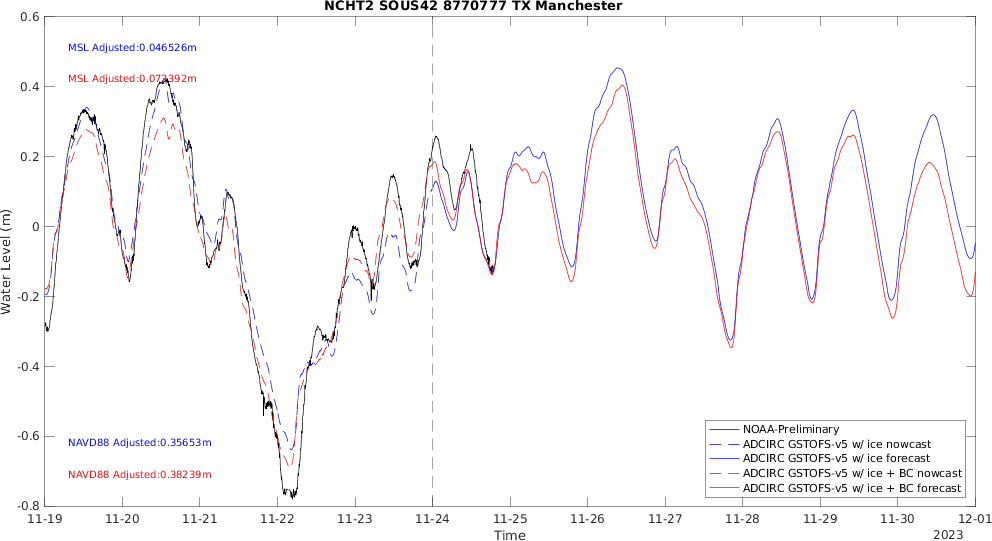 NCHT2 SOUS42 8770777 TX Manchester
0.6
MSL Adjusted:0.046526m
MSL Adjusted:0.072392m
0.4
0.2
0
-0.2
-0.4
-0.6
-0.8
Water Level (m)
NAVD88 Adjusted:0.35653m
NAVD88 Adjusted:0.38239m
NOAA-Preliminary
ADCIRC GSTOFS-v5 w/ ice nowcast
ADCIRC GSTOFS-v5 w/ ice forecast
ADCIRC GSTOFS-v5 w/ ice + BC nowcast
ADCIRC GSTOFS-v5 w/ ice + BC forecast
11-19 11-20 11-21 11-22 11-23 11-24 11-25 11-26 11-27 11-28 11-29 11-30 12-01
Time
2023